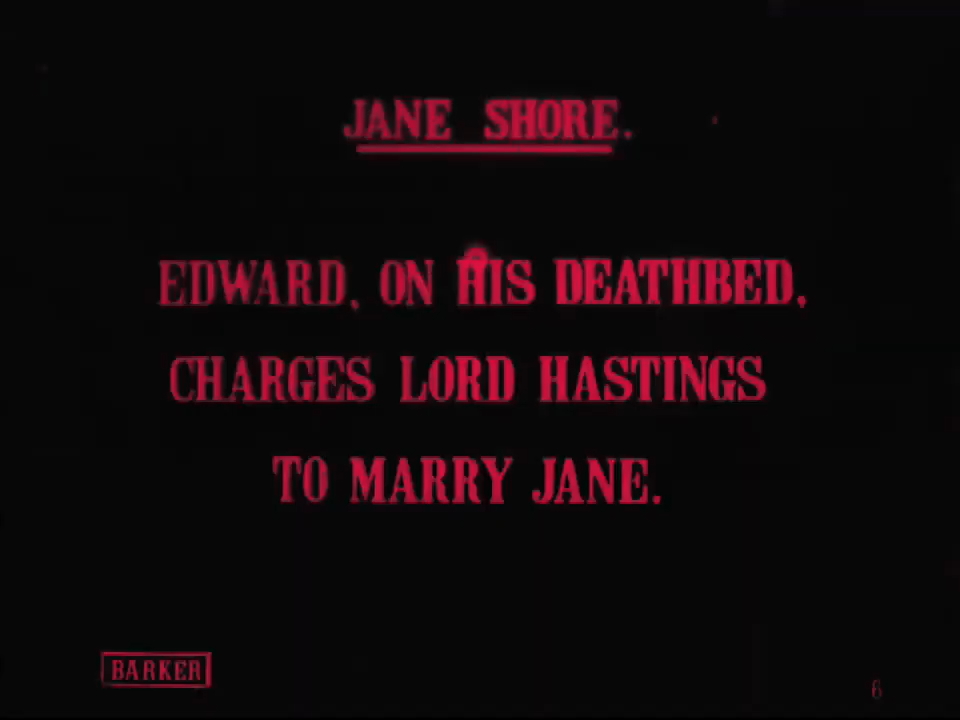 JANE SHORE.
EDWARD, ON HIS DEATHBED,
CHARGES LORD HASTINGS
TO MARRY JANE.
BARKER
6